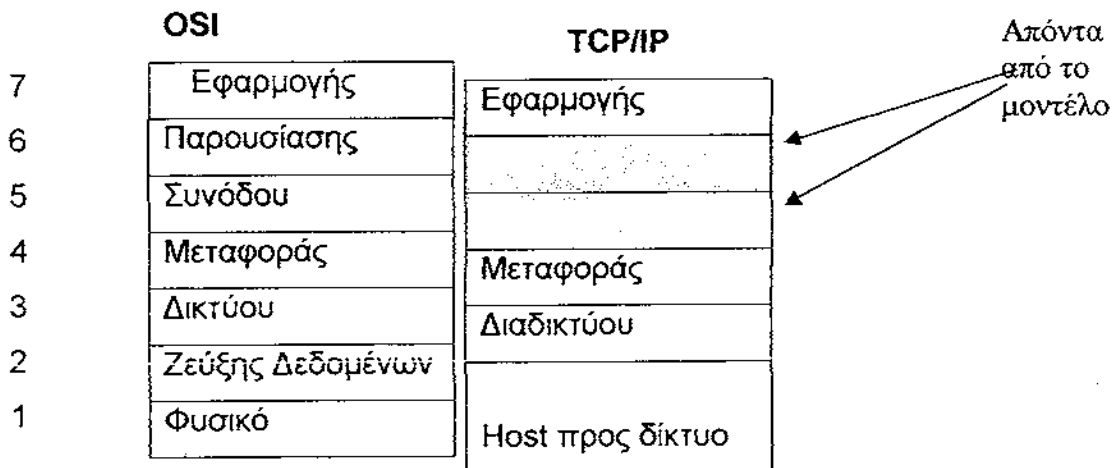 OSI
TCP/IP
Απόντα
από το
μοντέλο
7
Εφαρμογής
Εφαρμογής
6
Παρουσίασης
5
Συνόδου
4
Μεταφοράς
Μεταφοράς
3
Δικτύου
Διαδικτύου
2
Ζεύξης Δεδομένων
1
Φυσικό
Host προς δίκτυο